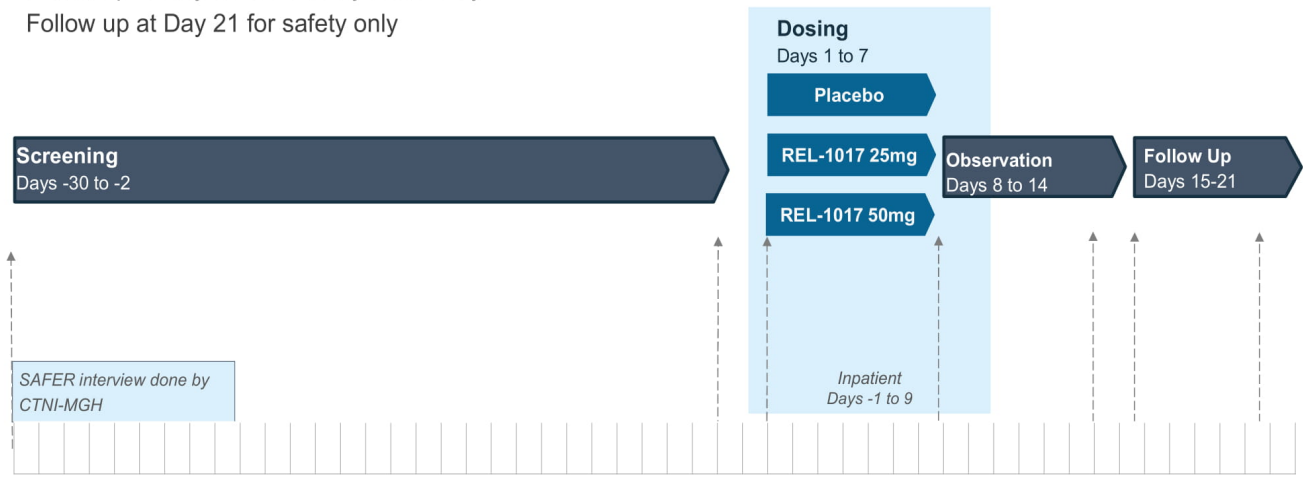 Follow up at Day 21 for safety only
Dosing
Days 1 to 7
Placebo
Screening
Days -30 to -2
REL-1017 25mg
Observation
Days 8 to 14
Follow Up
Days 15-21
REL-1017 50mg
SAFER interview done by
CTNI-MGH
Inpatient
Days -1 to 9